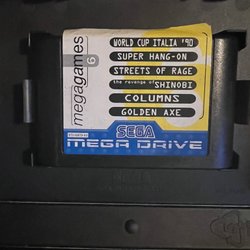 megagames
6
WORLD CUP ITALIA '90
SUPER HANG-ON
STREETS OF RAGE
the revenge of SHINOBI
COLUMNS
GOLDEN AXE
SEGA
MEGA DRIVE